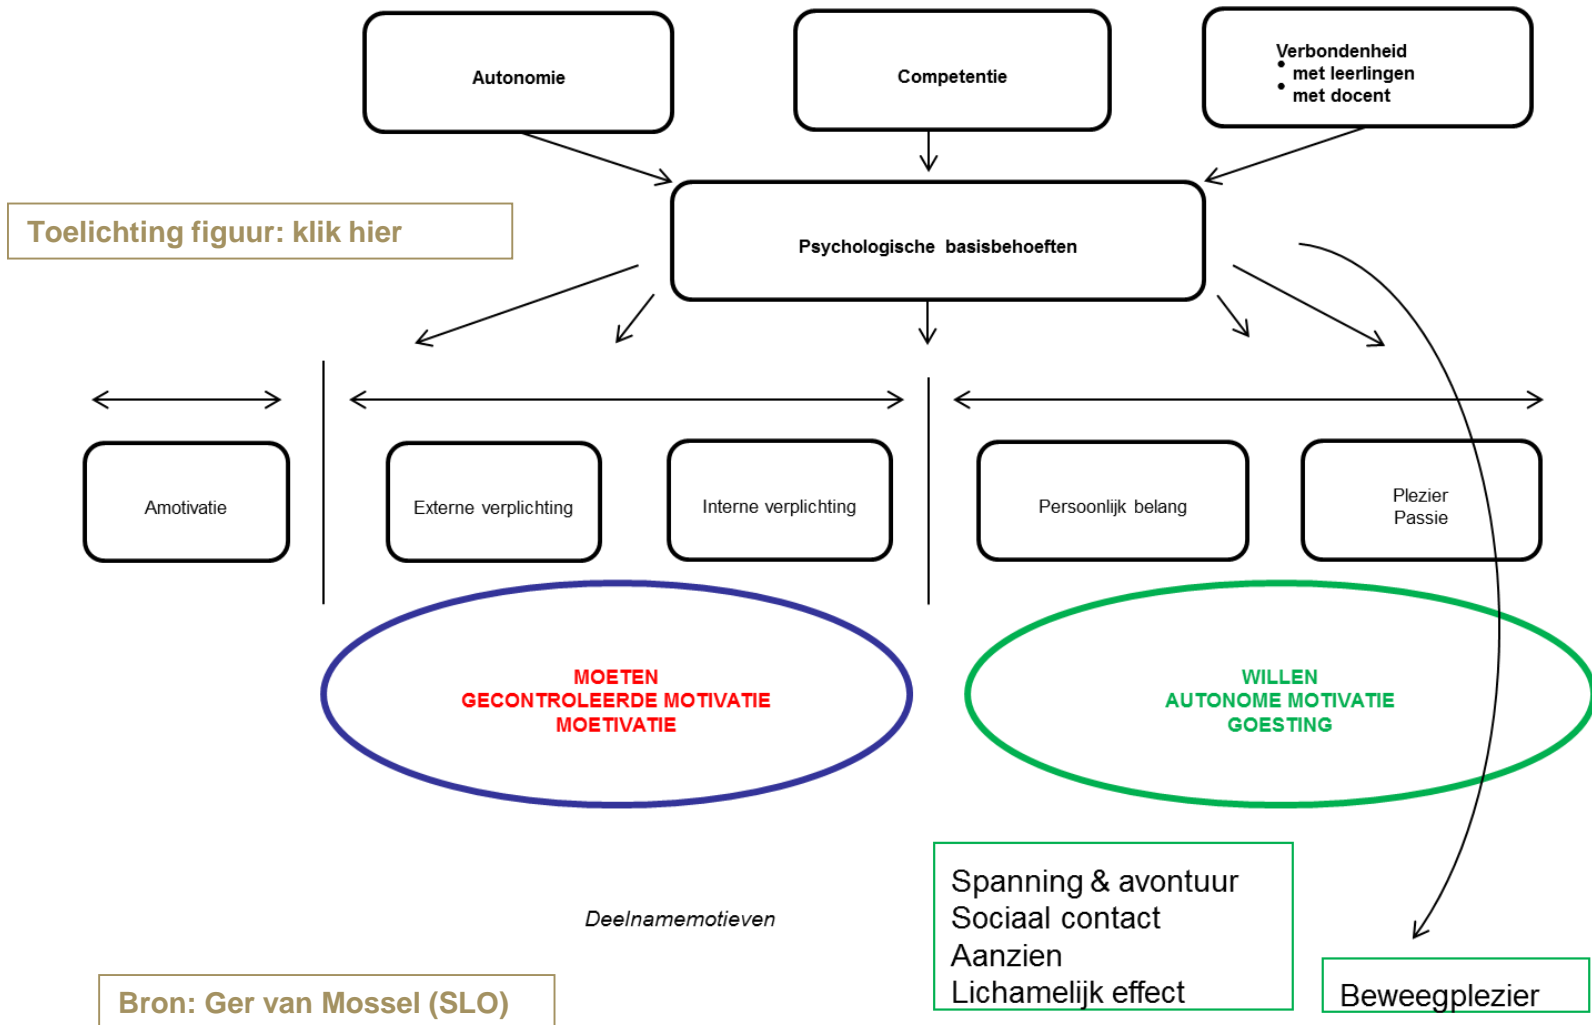 Autonomie
Competentie
Verbondenheid
• met leerlingen
• met docent
Toelichting figuur: klik hier
Psychologische basisbehoeften
Amotivatie
Externe verplichting
Interne verplichting
Persoonlijk belang
Plezier
Passie
MOETEN
GECONTROLEERDE MOTIVATIE
MOETIVATIE
WILLEN
AUTONOME MOTIVATIE
GOESTING
Deelnamemotieven
Spanning & avontuur
Sociaal contact
Aanzien
Lichamelijk effect
Beweegplezier
Bron: Ger van Mossel (SLO)